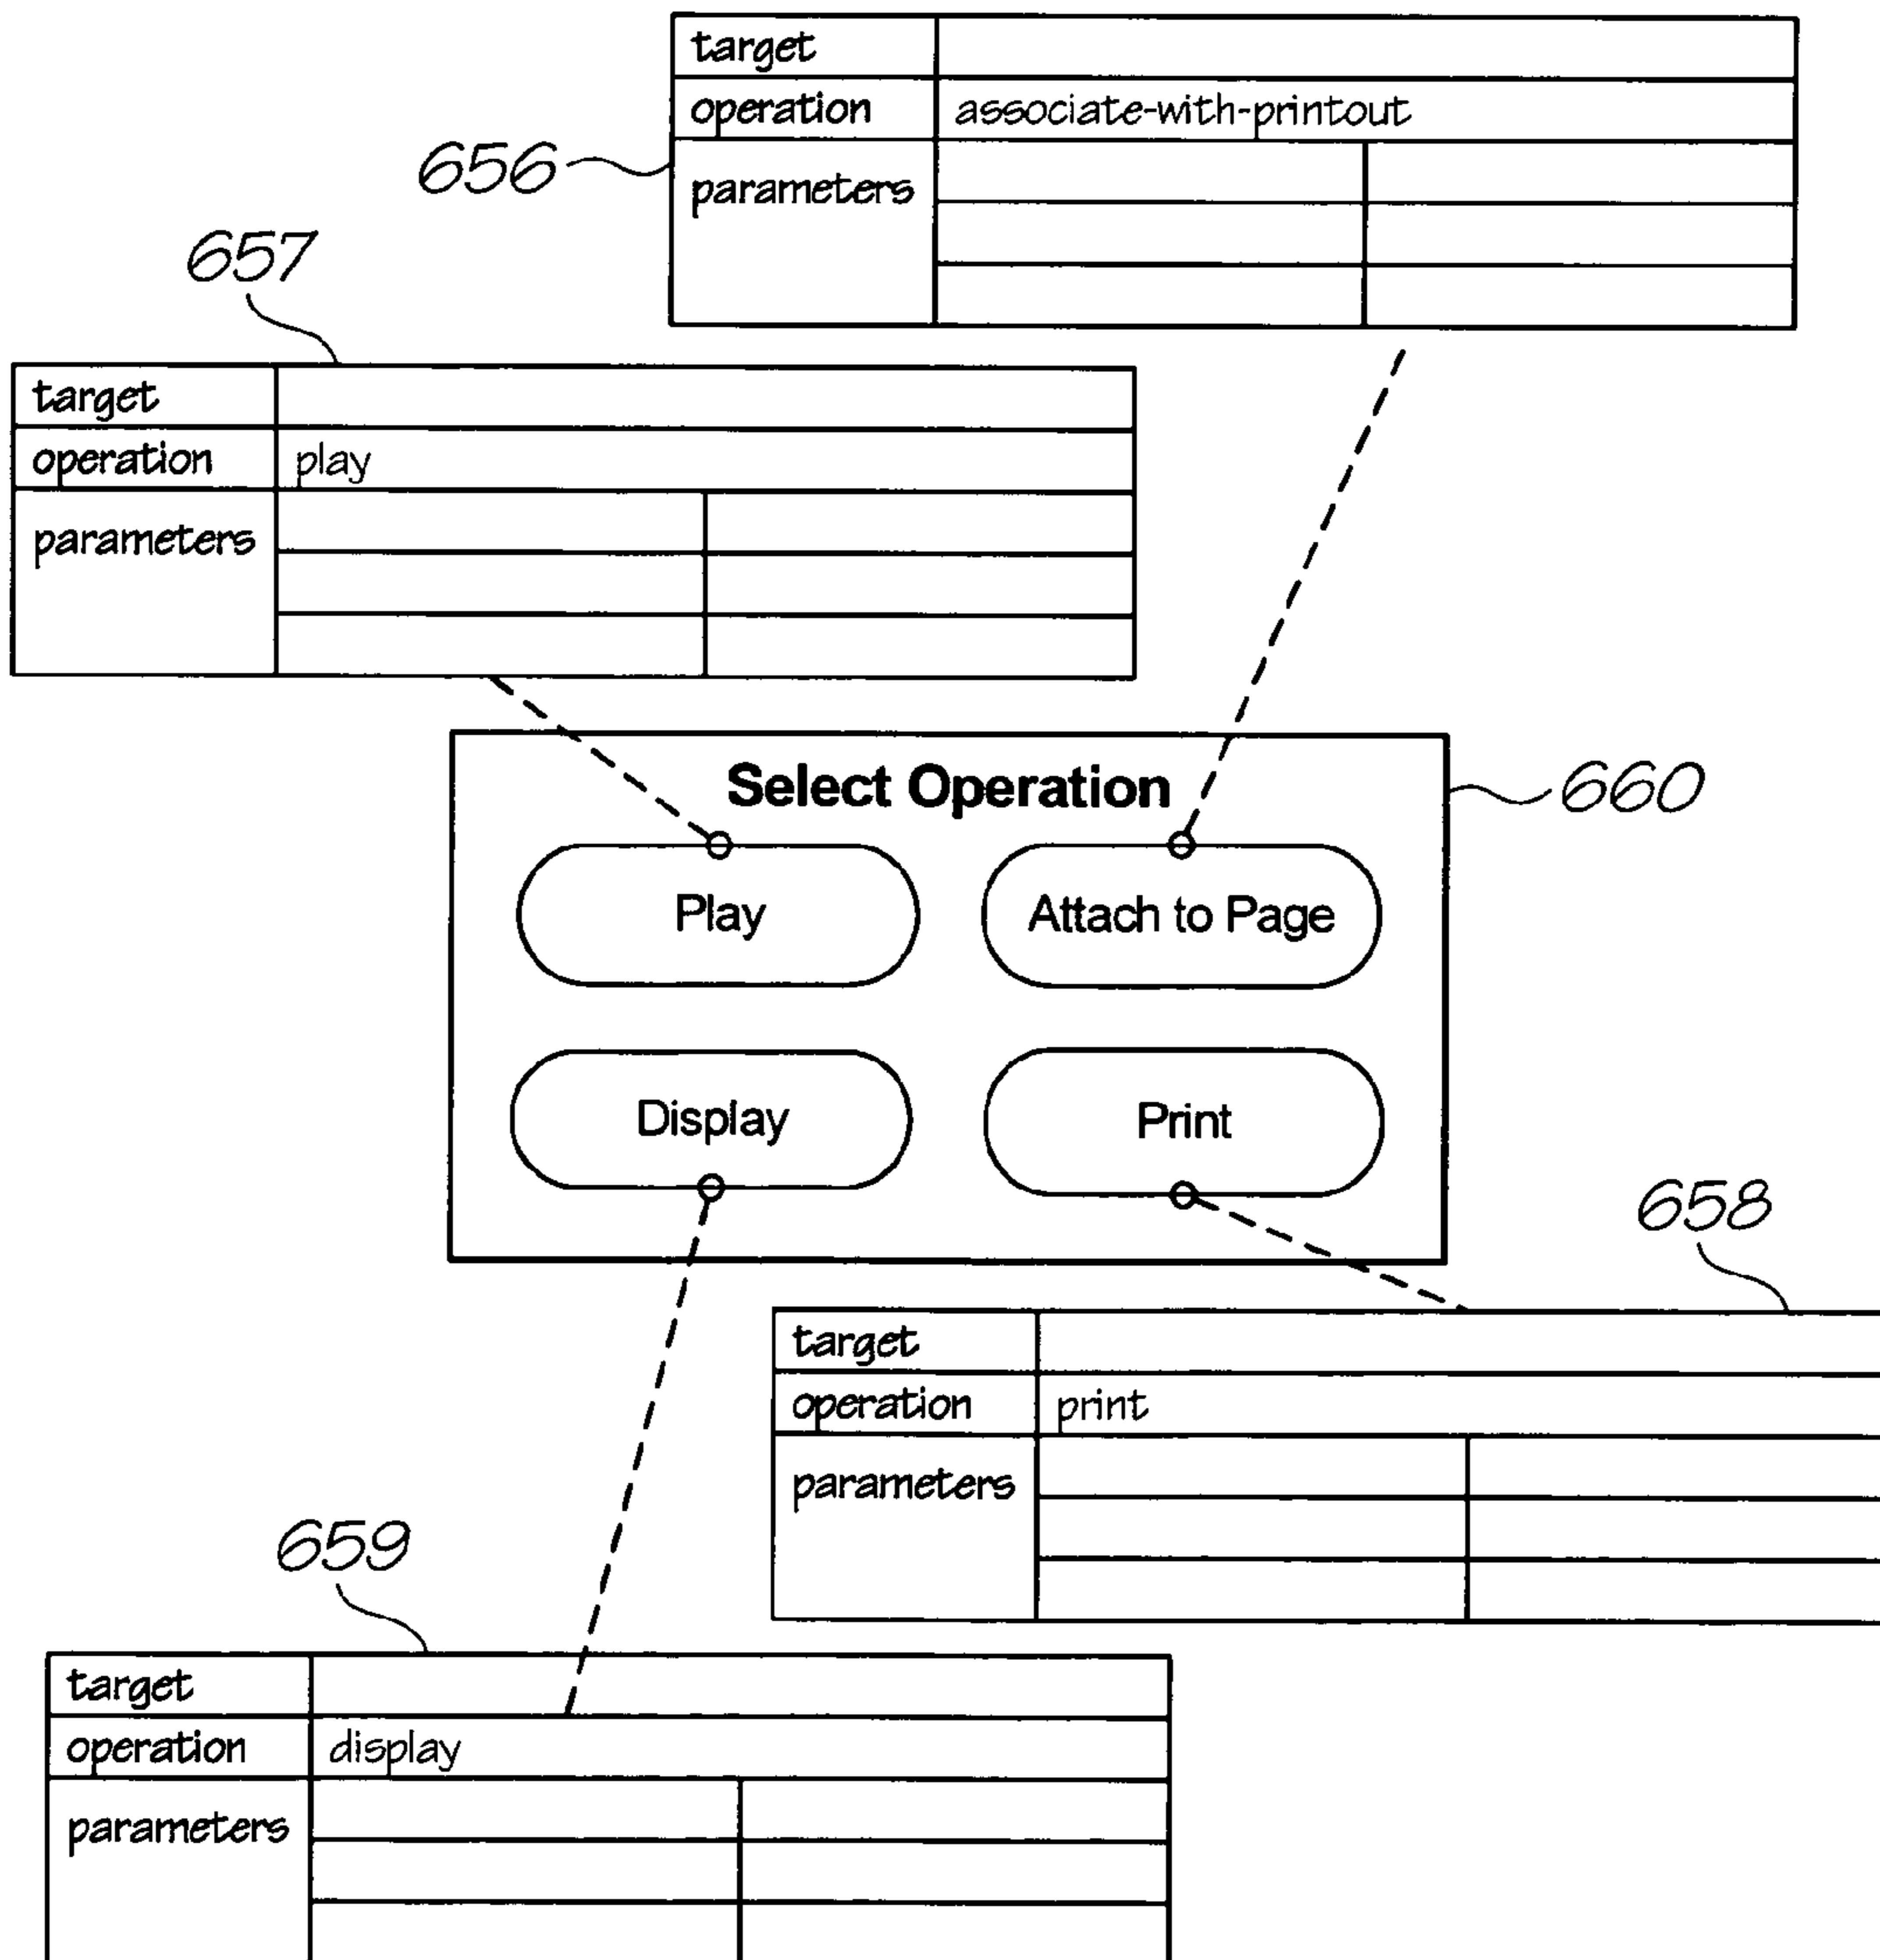 target
operation associate-with-printout
656
parameters
657
target
operation play
parameters
Select Operation
660
Play Attach to Page
Display Print
658
target
operation print
parameters
659
target
operation display
parameters